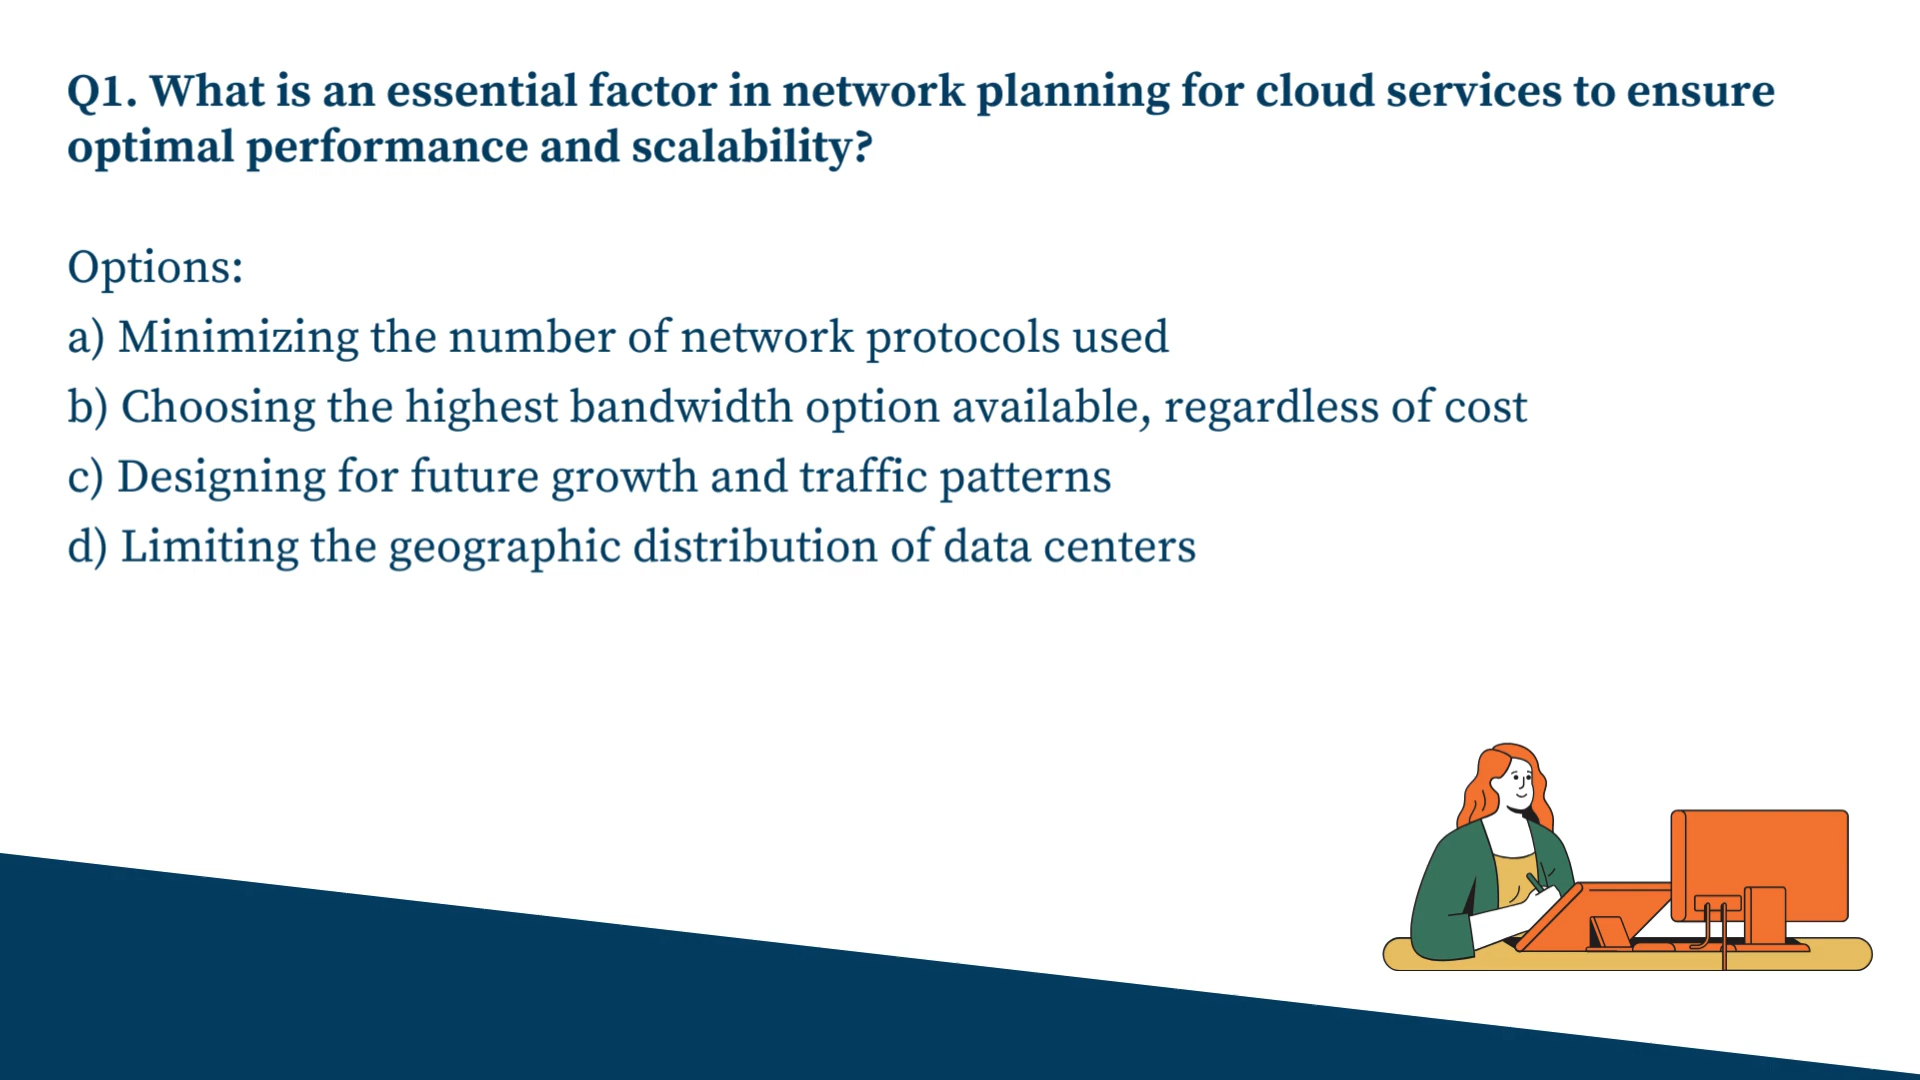 Q1. What is an essential factor in network planning for cloud services to ensure
optimal performance and scalability?
Options:
a) Minimizing the number of network protocols used
b) Choosing the highest bandwidth option available, regardless of cost
c) Designing for future growth and traffic patterns
d) Limiting the geographic distribution of data centers